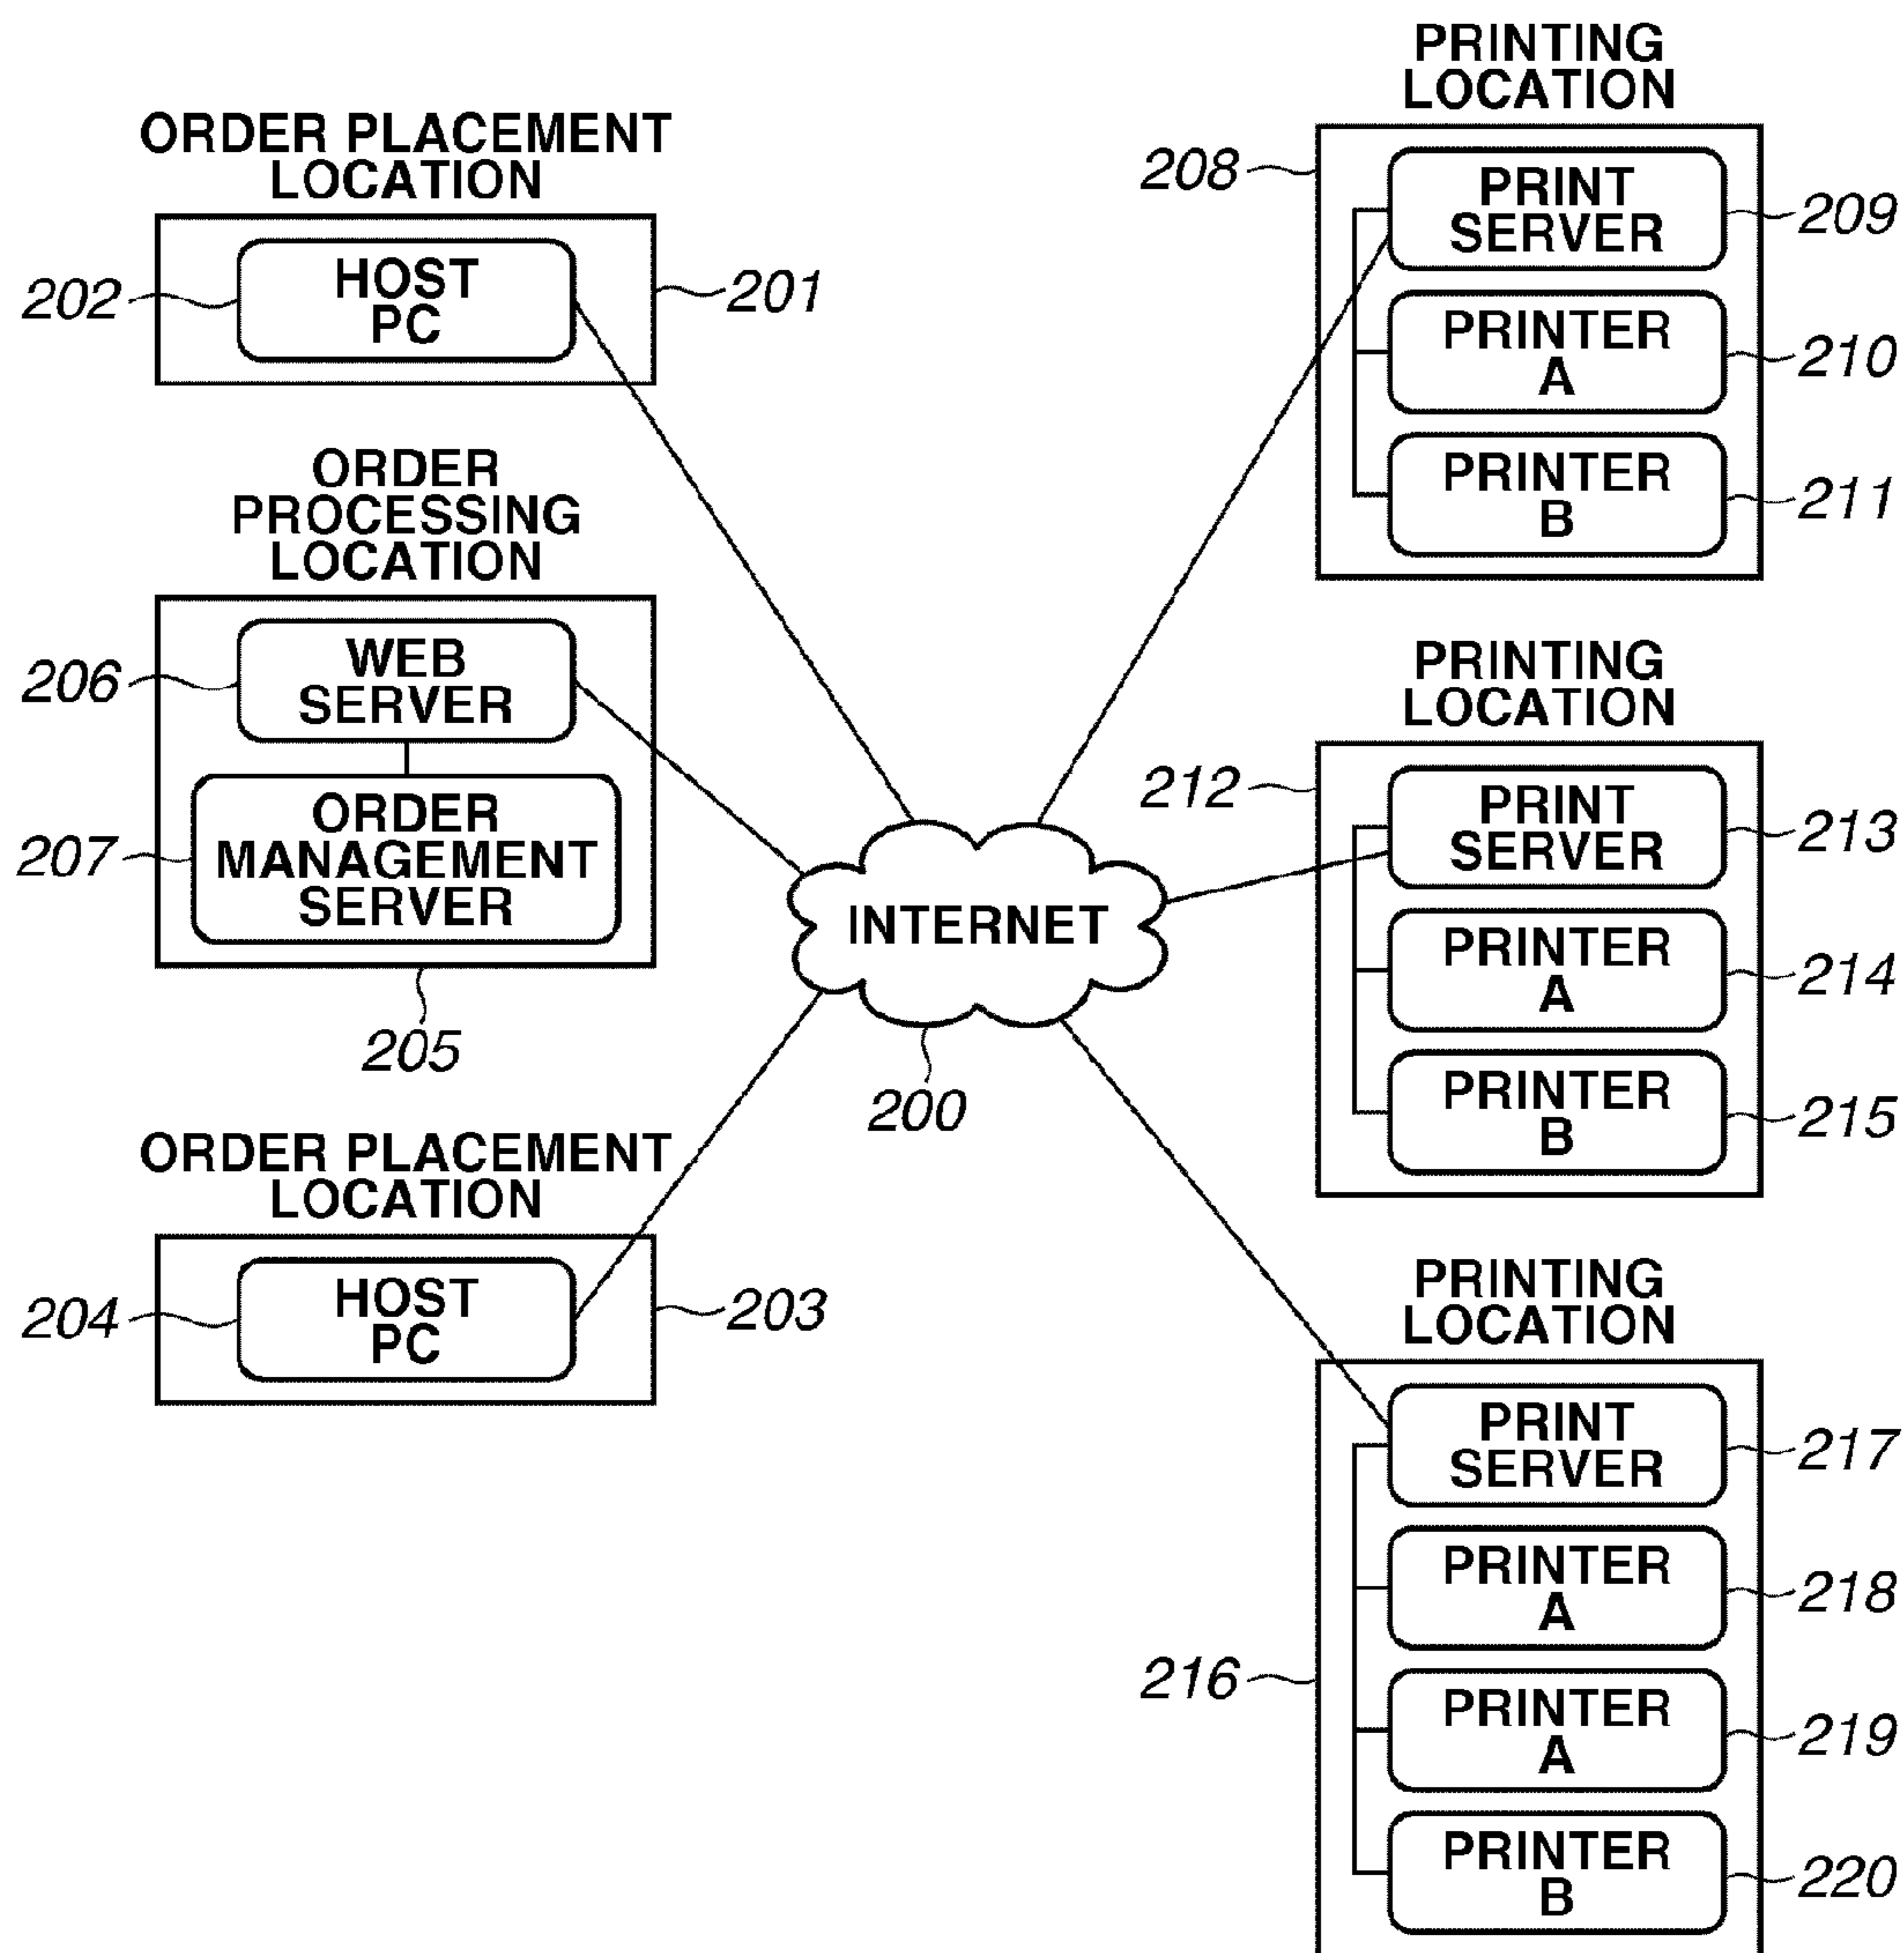 ORDER PLACEMENT
LOCATION
HOST
PC
202
201
ORDER
PROCESSING
LOCATION
WEB
SERVER
206
ORDER
MANAGEMENT
SERVER
207
205
ORDER PLACEMENT
LOCATION
HOST
PC
204
203
INTERNET
200
PRINTING
LOCATION
208
PRINT
SERVER
209
PRINTER
A
210
PRINTER
B
211
PRINTING
LOCATION
212
PRINT
SERVER
213
PRINTER
A
214
PRINTER
B
215
PRINTING
LOCATION
PRINT
SERVER
217
PRINTER
A
218
216
PRINTER
A
219
PRINTER
B
220